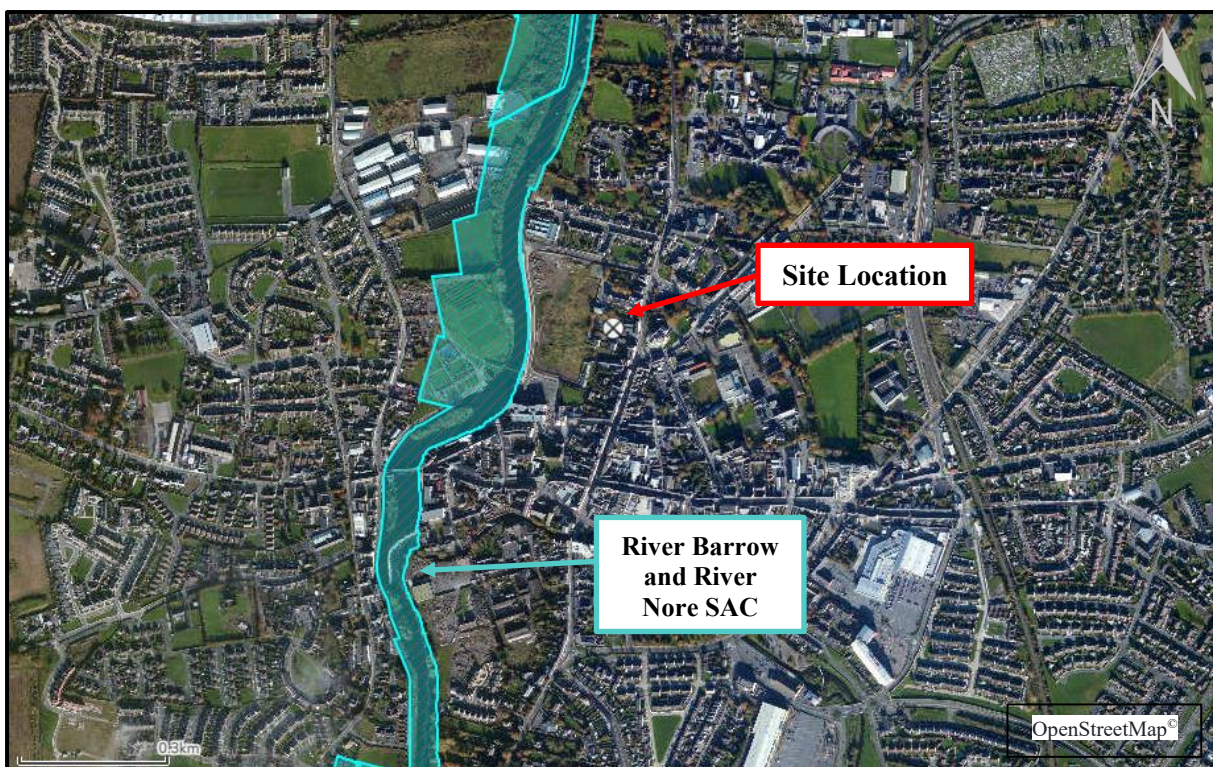 N
Site Location
River Barrow
and River
Nore SAC
0.3km
OpenStreetMap©